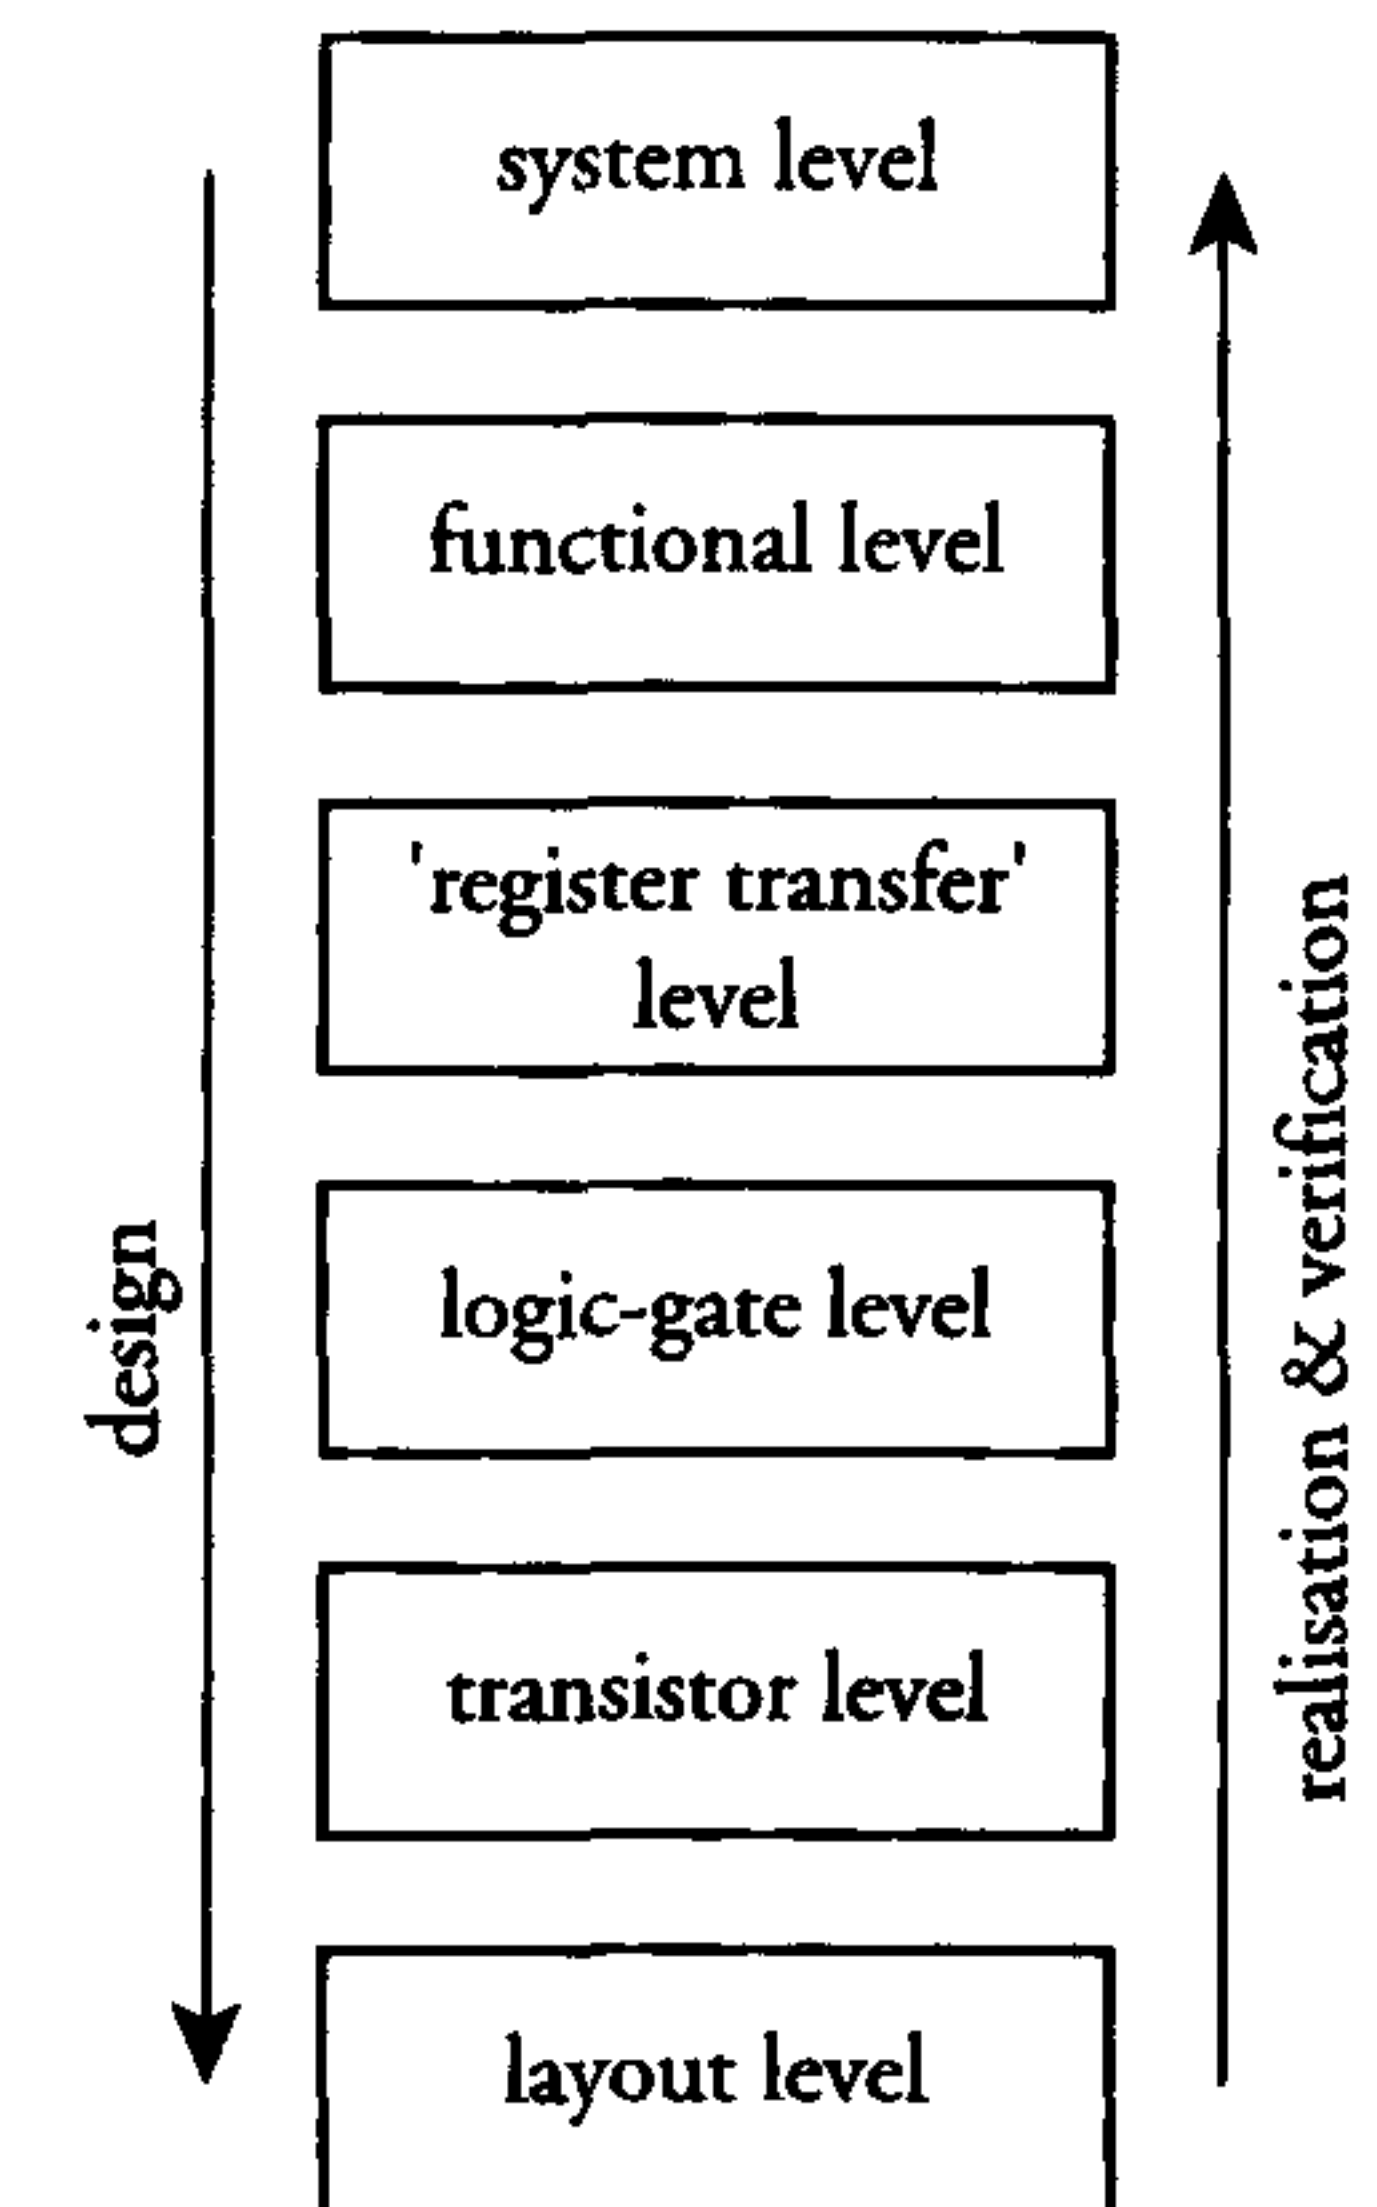 system level
functional level
'register transfer'
level
logic-gate level
transistor level
layout level
design
realisation & verification